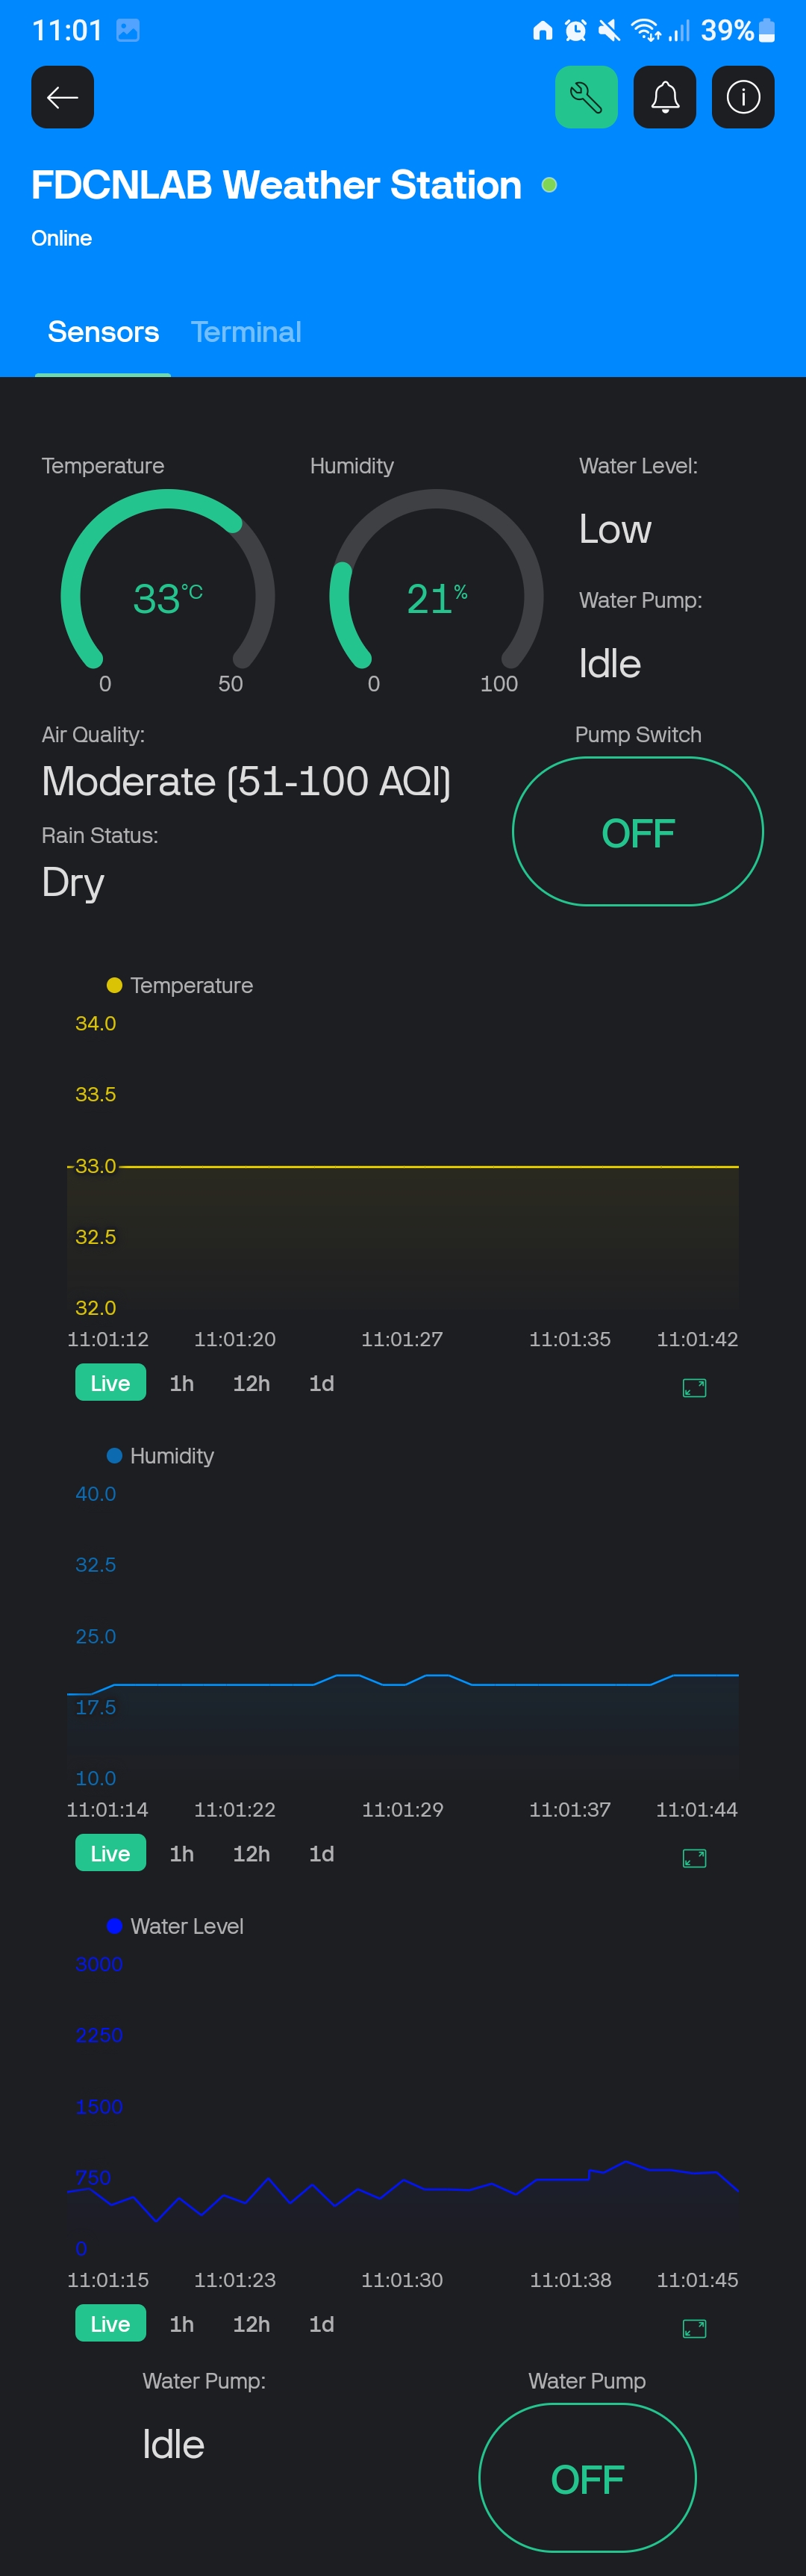 11:01 39%
FDCNLAB Weather Station
Online
Sensors Terminal
Temperature Humidity Water Level:
33°C 21% Low
Water Pump:
Idle
0 50 0 100
Air Quality: Pump Switch
Moderate (51-100 AQI)
OFF
Rain Status:
Dry
Temperature
34.0
33.5
33.0
32.5
32.0
11:01:12 11:01:20 11:01:27 11:01:35 11:01:42
Live 1h 12h 1d
Humidity
40.0
32.5
25.0
17.5
10.0
11:01:14 11:01:22 11:01:29 11:01:37 11:01:44
Live 1h 12h 1d
Water Level
3000
2250
1500
750
0
11:01:15 11:01:23 11:01:30 11:01:38 11:01:45
Live 1h 12h 1d
Water Pump: Water Pump
Idle
OFF